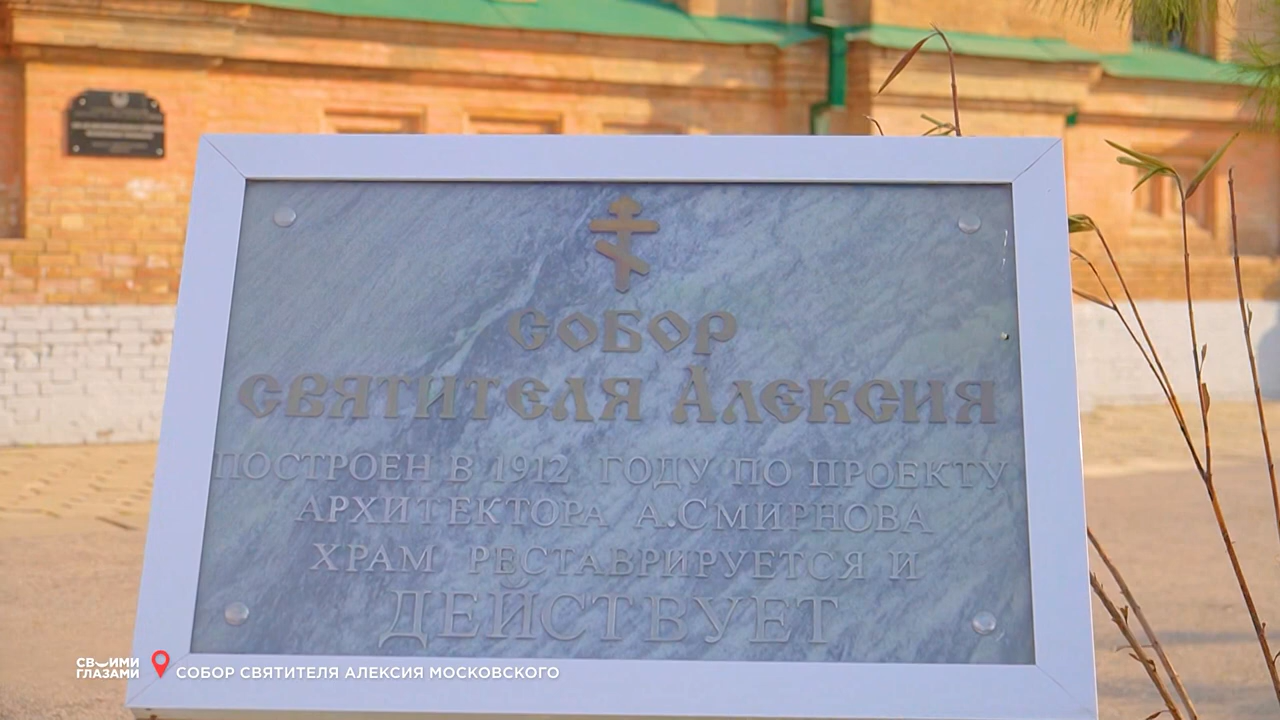 СОБОР
СВЯТИТЕЛЯ АЛЕКСИЯ
ПОСТРОЕН В 1912 ГОДУ ПО ПРОЕКТУ
АРХИТЕКТОРА А.СМИРНОВА
ХРАМ РЕСТАВРИРУЕТСЯ И
ДЕЙСТВУЕТ
СВОИМИ
ГЛАЗАМИ
СОБОР СВЯТИТЕЛЯ АЛЕКСИЯ МОСКОВСКОГО